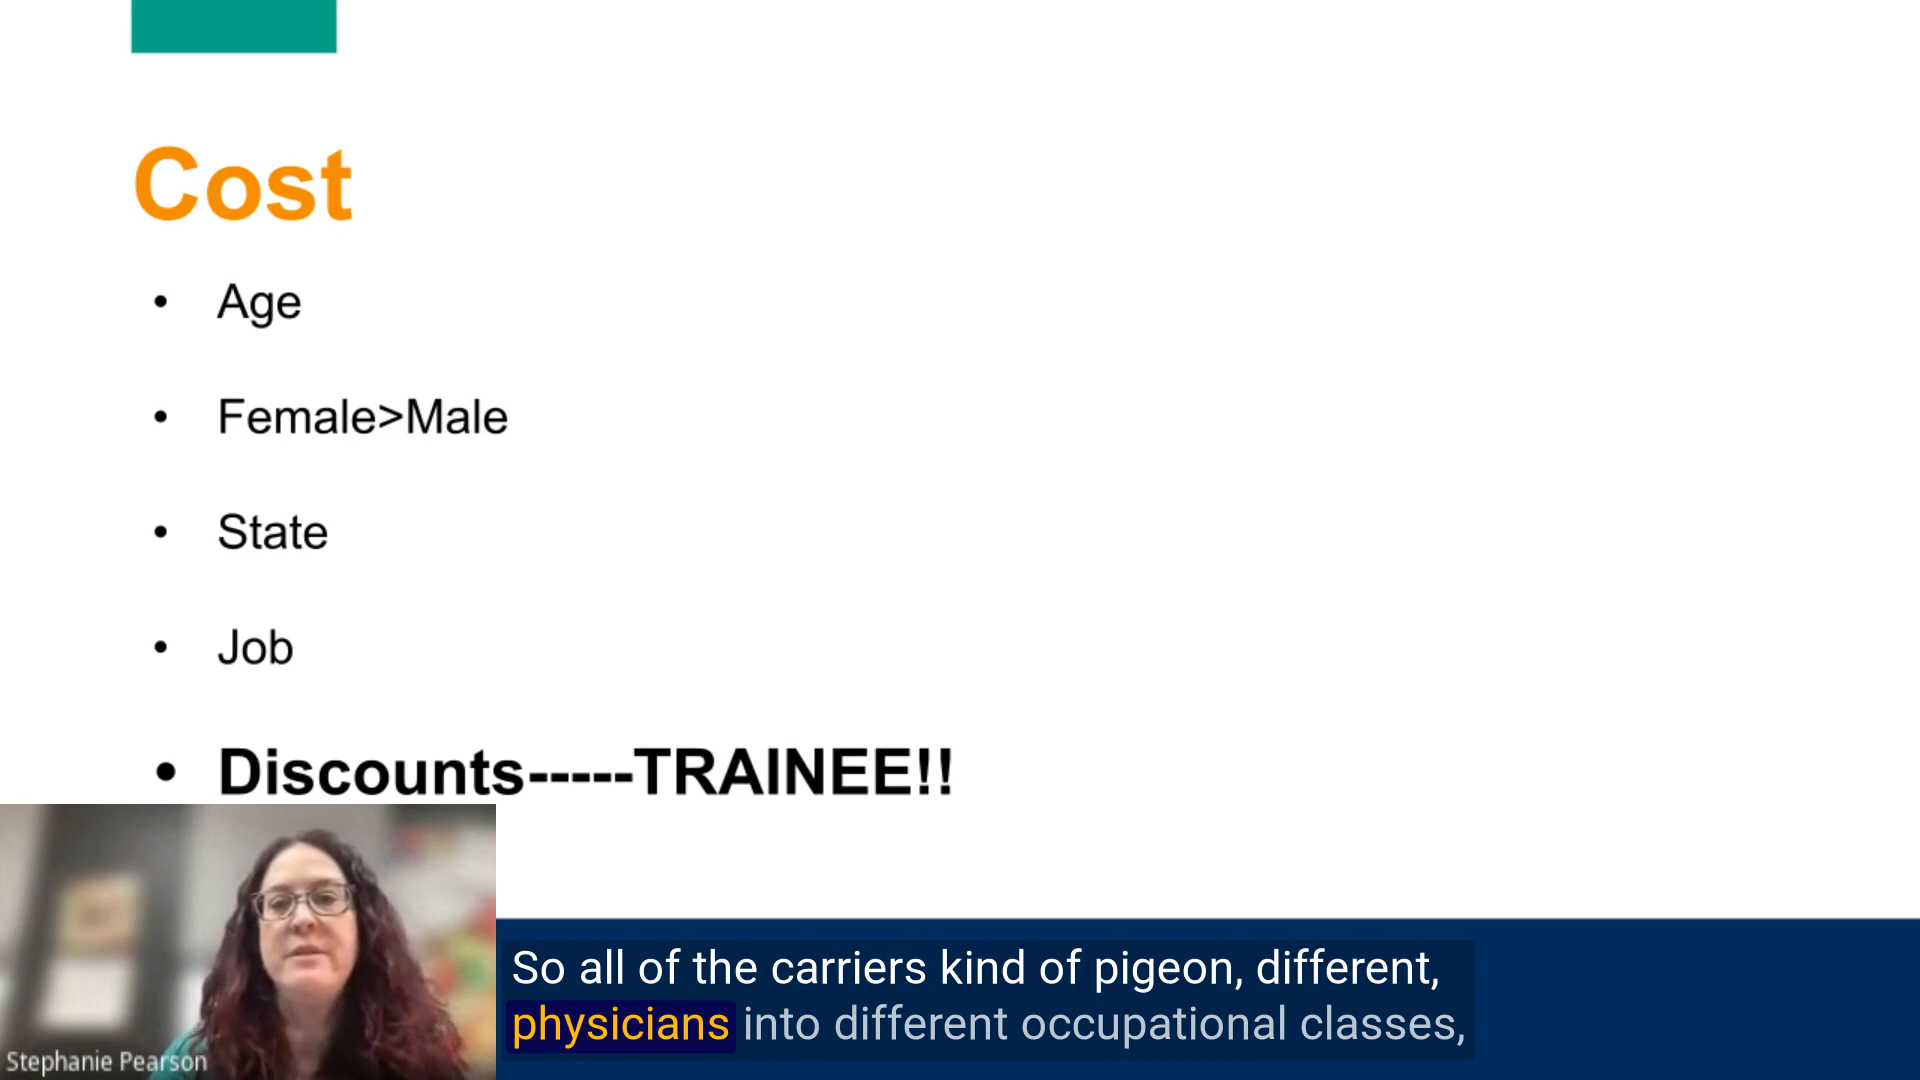 Cost
• Age
• Female>Male
• State
• Job
• Discounts-----TRAINEE!!
Stephanie Pearson
So all of the carriers kind of pigeon, different,
physicians into different occupational classes,